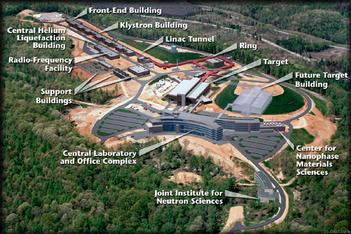 Front-End Building
Klystron Building
Central Helium
Liquefaction
Building
Linac Tunnel
Ring
Radio-Frequency
Facility
Target
Support
Buildings
Future Target
Building
Central Laboratory
and Office Complex
Center for
Nanophase
Materials
Sciences
Joint Institute for
Neutron Sciences